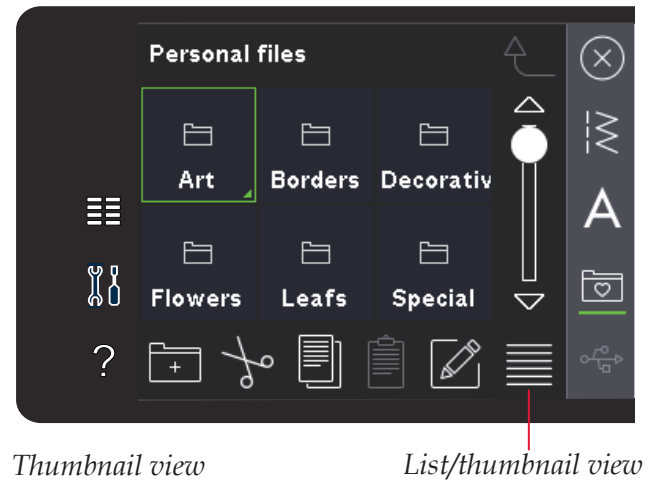 Personal files
Art
Borders
Decorativ
Flowers
Leafs
Special
A
?
Thumbnail view
List/thumbnail view